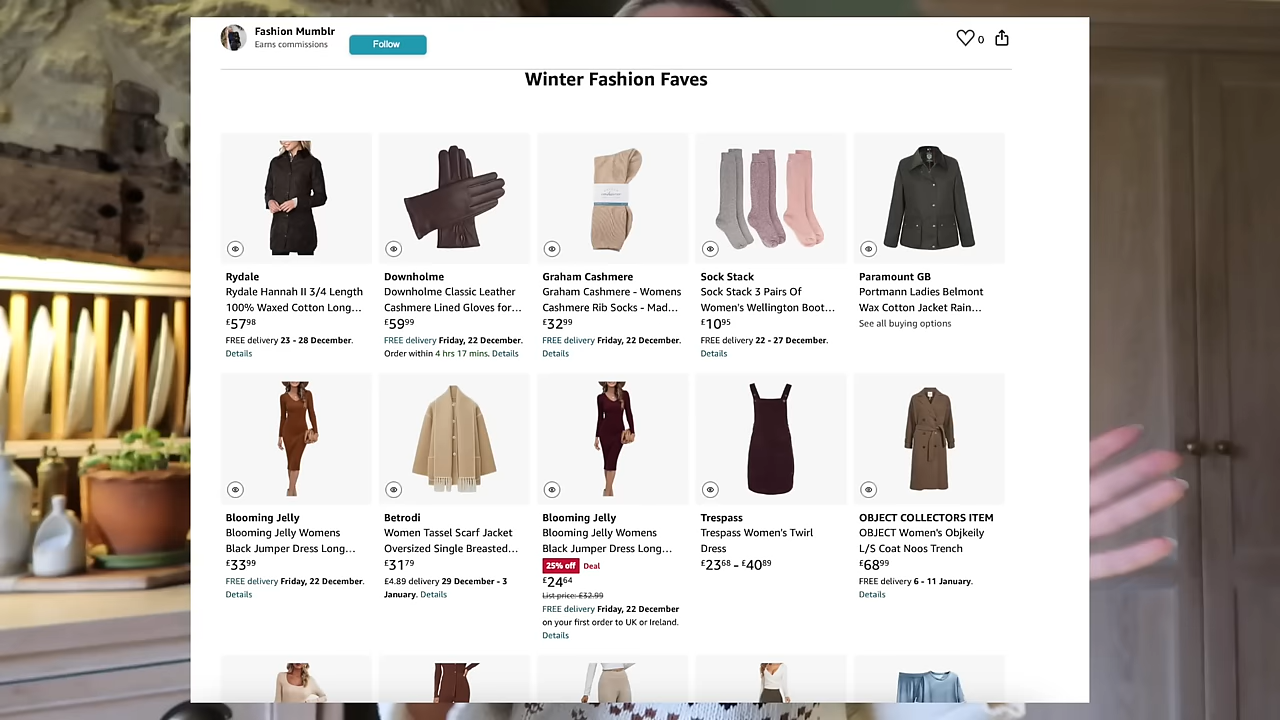 Fashion Mumblr
Earns commissions
Follow
0
Winter Fashion Faves
Rydale
Rydale Hannah II 3/4 Length
100% Waxed Cotton Long...
£57⁹⁸
FREE delivery 23 - 28 December.
Details
Downholme
Downholme Classic Leather
Cashmere Lined Gloves for...
£59⁹⁹
FREE delivery Friday, 22 December.
Order within 4 hrs 17 mins. Details
Graham Cashmere
Graham Cashmere - Womens
Cashmere Rib Socks - Mad...
£32⁹⁹
FREE delivery Friday, 22 December.
Details
Sock Stack
Sock Stack 3 Pairs Of
Women's Wellington Boot...
£10⁹⁵
FREE delivery 22 - 27 December.
Details
Paramount GB
Portmann Ladies Belmont
Wax Cotton Jacket Rain...
See all buying options
Blooming Jelly
Blooming Jelly Womens
Black Jumper Dress Long...
£33⁹⁹
FREE delivery Friday, 22 December.
Details
Betrodi
Women Tassel Scarf Jacket
Oversized Single Breasted...
£31⁷⁹
£4.89 delivery 29 December - 3
January. Details
Blooming Jelly
Blooming Jelly Womens
Black Jumper Dress Long...
25% off Deal
£24⁶⁴
List price: £32.99
FREE delivery Friday, 22 December
on your first order to UK or Ireland.
Details
Trespass
Trespass Women's Twirl
Dress
£23⁶⁸ - £40⁸⁹
OBJECT COLLECTORS ITEM
OBJECT Women's Objkeily
L/S Coat Noos Trench
£68⁹⁹
FREE delivery 6 - 11 January.
Details